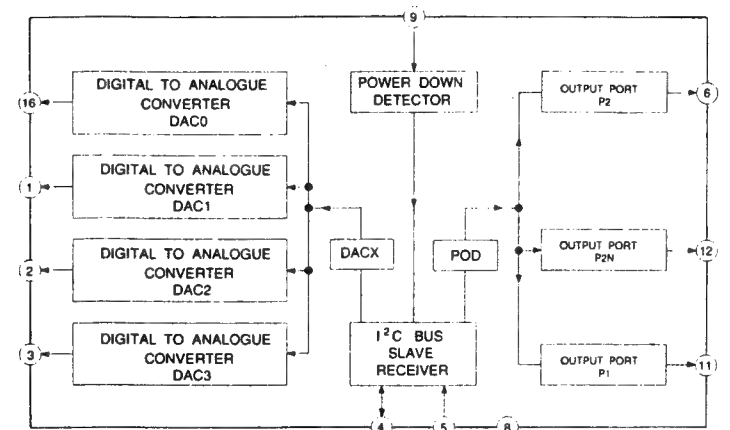 9
DIGITAL TO ANALOGUE
CONVERTER
DAC0
16
POWER DOWN
DETECTOR
OUTPUT PORT
P2
6
DIGITAL TO ANALOGUE
CONVERTER
DAC1
1
DACX
POD
OUTPUT PORT
P2N
12
DIGITAL TO ANALOGUE
CONVERTER
DAC2
2
DIGITAL TO ANALOGUE
CONVERTER
DAC3
3
I²C BUS
SLAVE
RECEIVER
OUTPUT PORT
P1
11
4
5
8